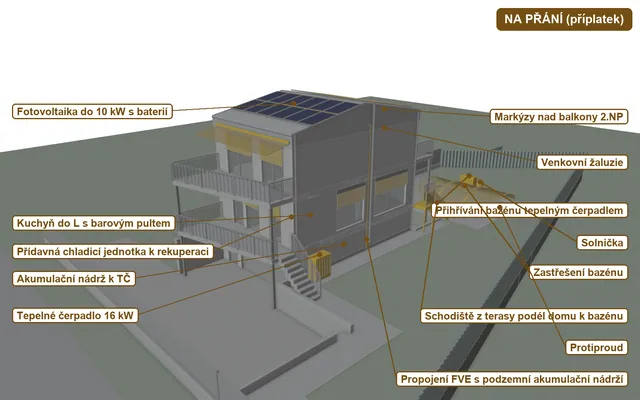 NA PŘÁNÍ (příplatek)
Fotovoltaika do 10 kW s baterií
Markýzy nad balkony 2.NP
Venkovní žaluzie
Přihřívání bazénu tepelným čerpadlem
Kuchyň do L s barovým pultem
Solnička
Přídavná chladicí jednotka k rekuperaci
Zastřešení bazénu
Akumulační nádrž k TČ
Tepelné čerpadlo 16 kW
Schodiště z terasy podél domu k bazénu
Protiproud
Propojení FVE s podzemní akumulační nádrží